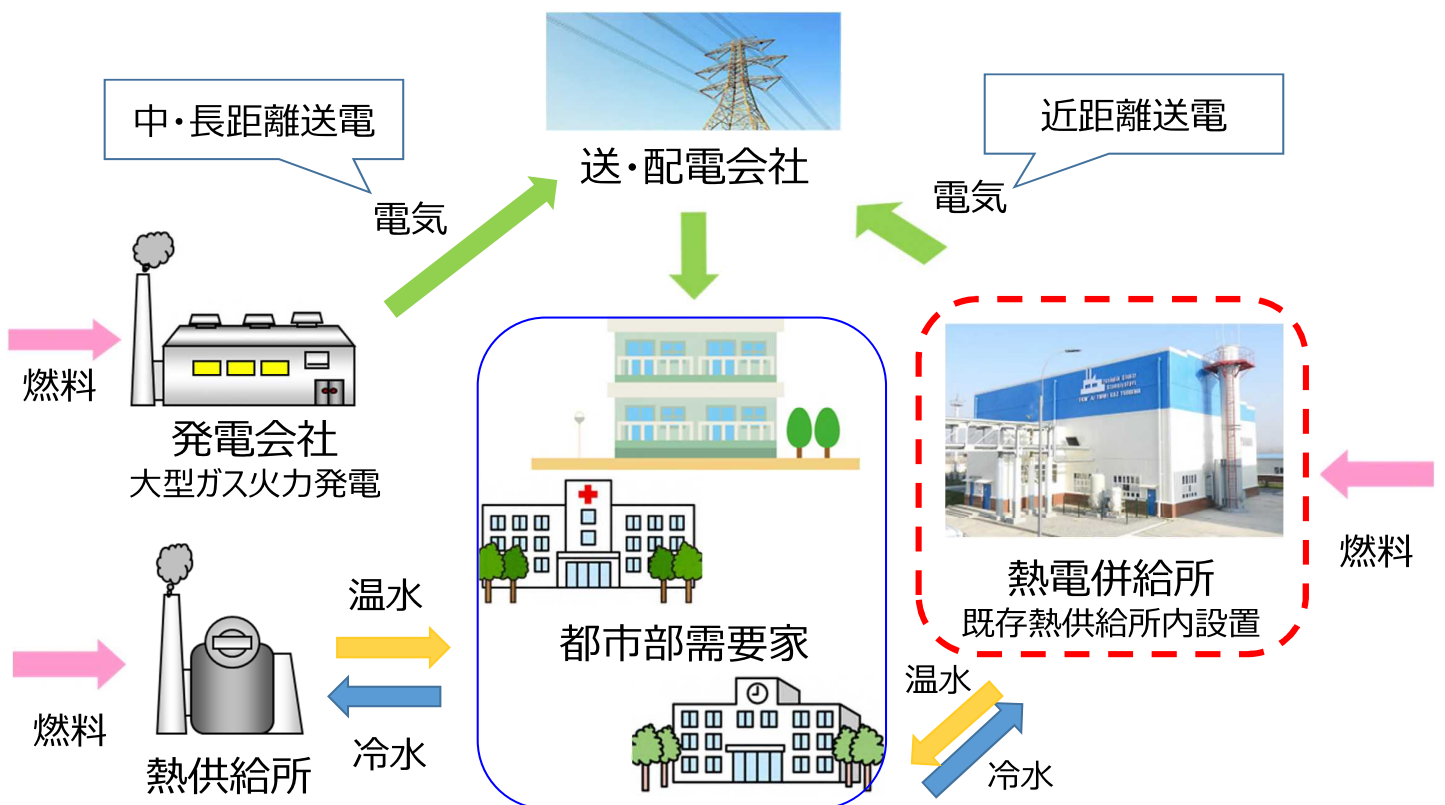 中・長距離送電
送・配電会社
近距離送電
電気
電気
燃料
発電会社
大型ガス火力発電
熱電併給所
既存熱供給所内設置
燃料
温水
都市部需要家
温水
燃料
冷水
冷水
熱供給所